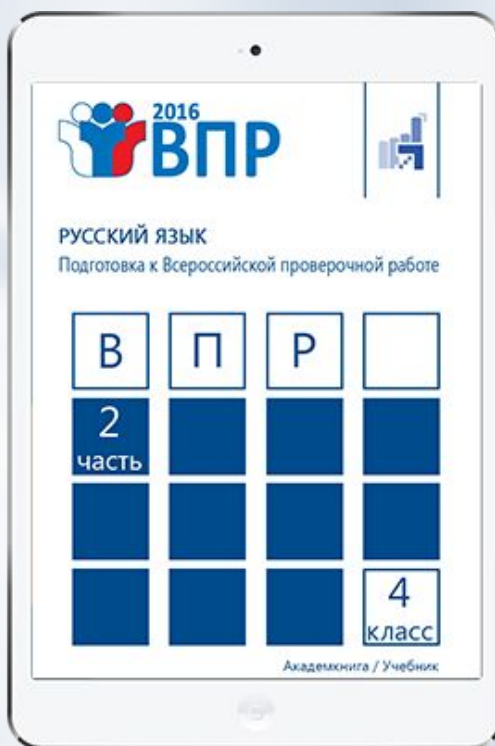 2016
ВПР
РУССКИЙ ЯЗЫК
Подготовка к Всероссийской проверочной работе
В П Р
2
часть
4
класс
Академкнига / Учебник